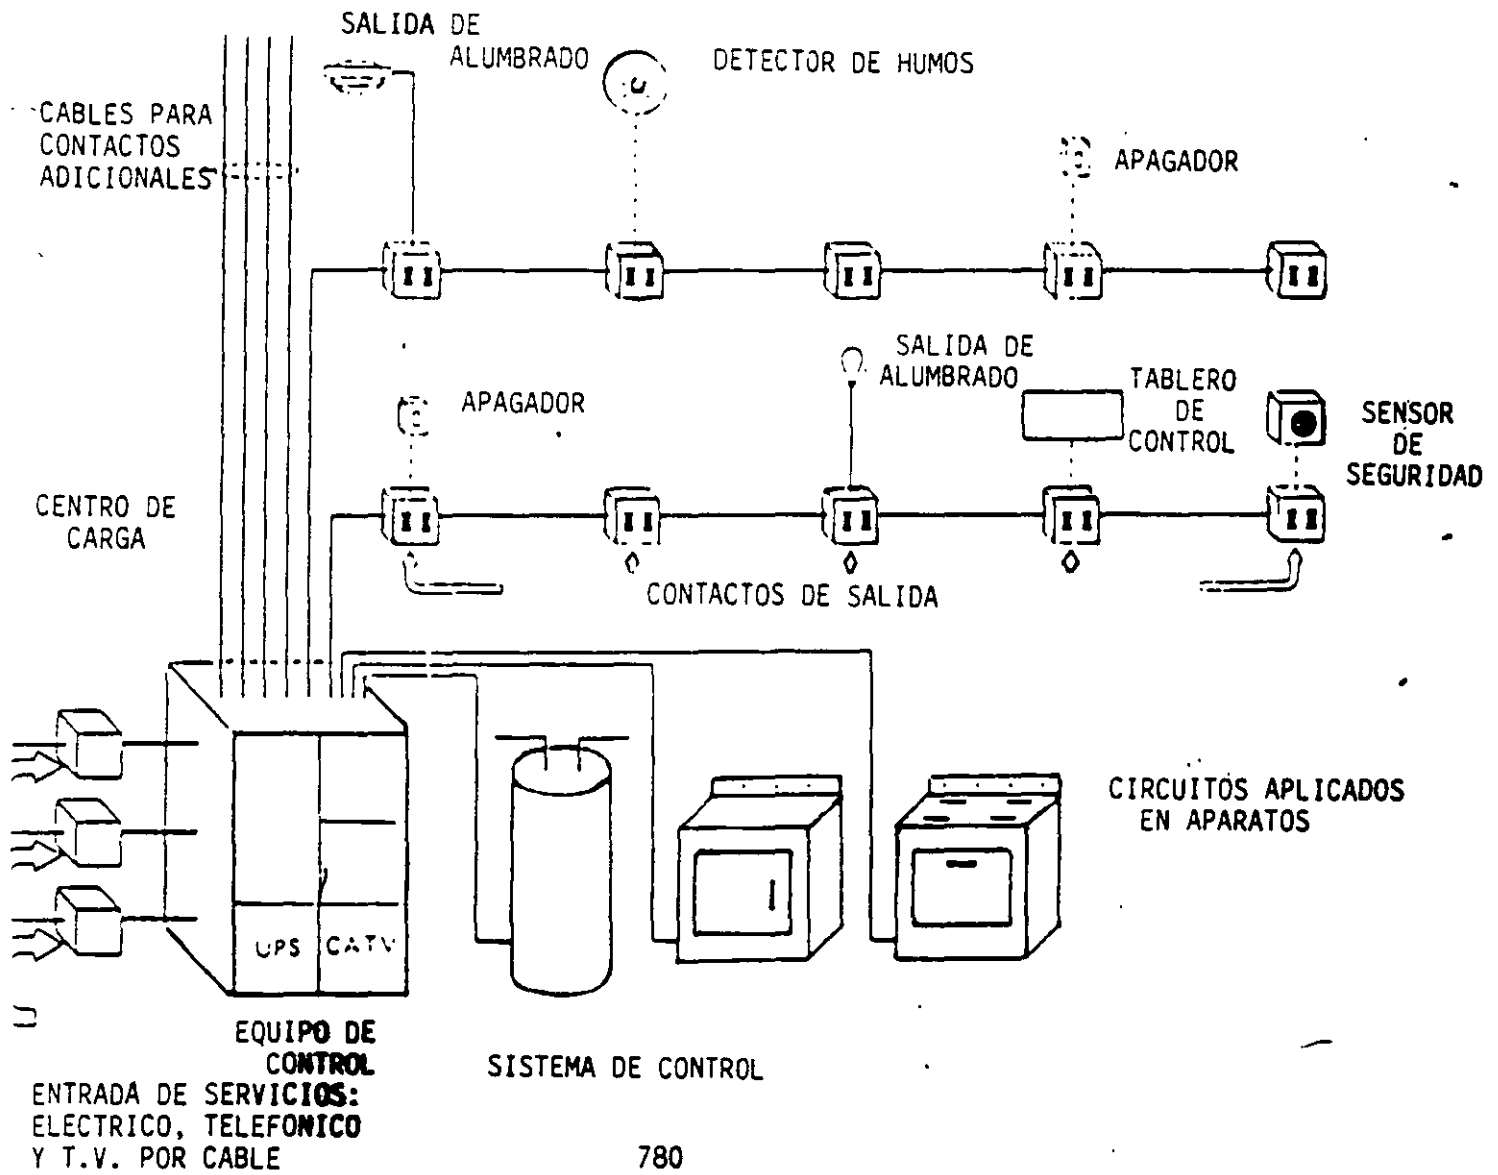 SALIDA DE
ALUMBRADO
DETECTOR DE HUMOS
CABLES PARA
CONTACTOS
ADICIONALES
APAGADOR
SALIDA DE
ALUMBRADO
APAGADOR
TABLERO
DE
CONTROL
SENSOR
DE
SEGURIDAD
CENTRO DE
CARGA
CONTACTOS DE SALIDA
CIRCUITOS APLICADOS
EN APARATOS
UPS
CATV
EQUIPO DE
CONTROL
SISTEMA DE CONTROL
ENTRADA DE SERVICIOS:
ELECTRICO, TELEFONICO
Y T.V. POR CABLE
780